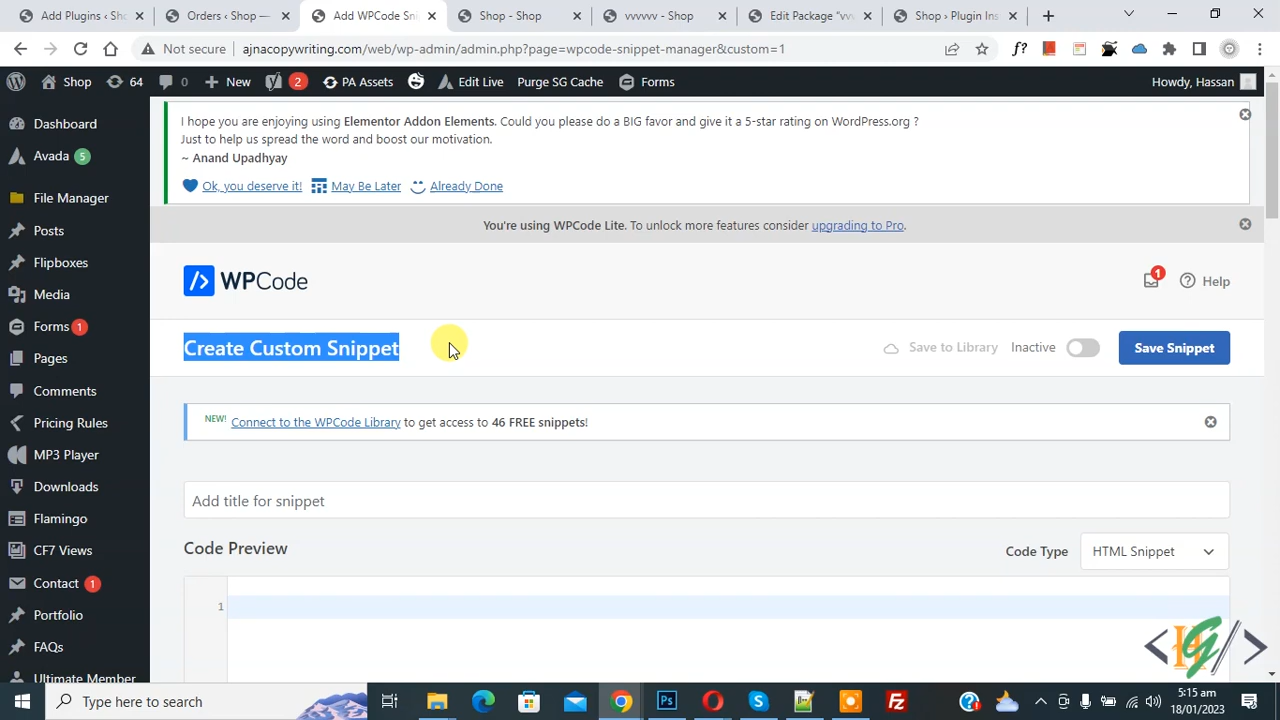 Add Plugins ‹ Sho
Orders ‹ Shop —
Add WPCode Sni
Shop - Shop
vvvvvv - Shop
Edit Package "vv
Shop › Plugin Ins
Not secure
ajnacopywriting.com/web/wp-admin/admin.php?page=wpcode-snippet-manager&custom=1
f?
Shop
64
0
New
2
PA Assets
Edit Live
Purge SG Cache
Forms
Howdy, Hassan
Dashboard
Avada 5
File Manager
Posts
Flipboxes
Media
Forms 1
Pages
Comments
Pricing Rules
MP3 Player
Downloads
Flamingo
CF7 Views
Contact 1
Portfolio
FAQs
Ultimate Member
I hope you are enjoying using Elementor Addon Elements. Could you please do a BIG favor and give it a 5-star rating on WordPress.org ?
Just to help us spread the word and boost our motivation.
~ Anand Upadhyay
Ok, you deserve it!
May Be Later
Already Done
You're using WPCode Lite. To unlock more features consider upgrading to Pro.
WPCode
1
Help
Create Custom Snippet
Save to Library
Inactive
Save Snippet
NEW! Connect to the WPCode Library to get access to 46 FREE snippets!
Add title for snippet
Code Preview
Code Type
HTML Snippet
1
HG
Type here to search
Ps
Fz
5:15 am
18/01/2023